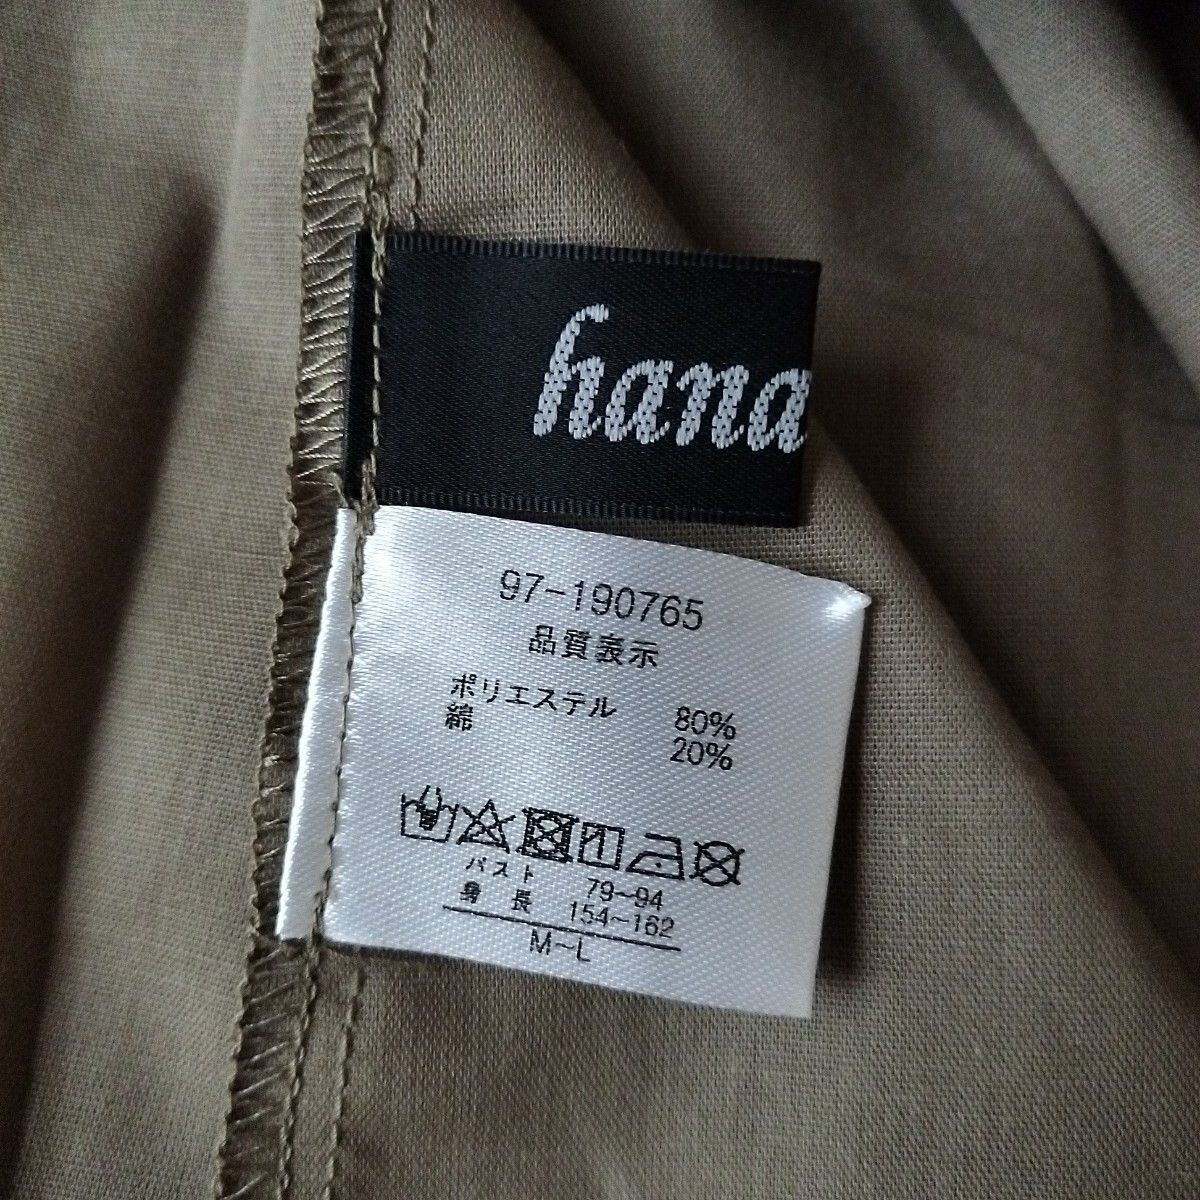 hana
97-190765
品質表示
ポリエステル 80%
綿 20%
バスト 79~94
身長 154~162
M~L